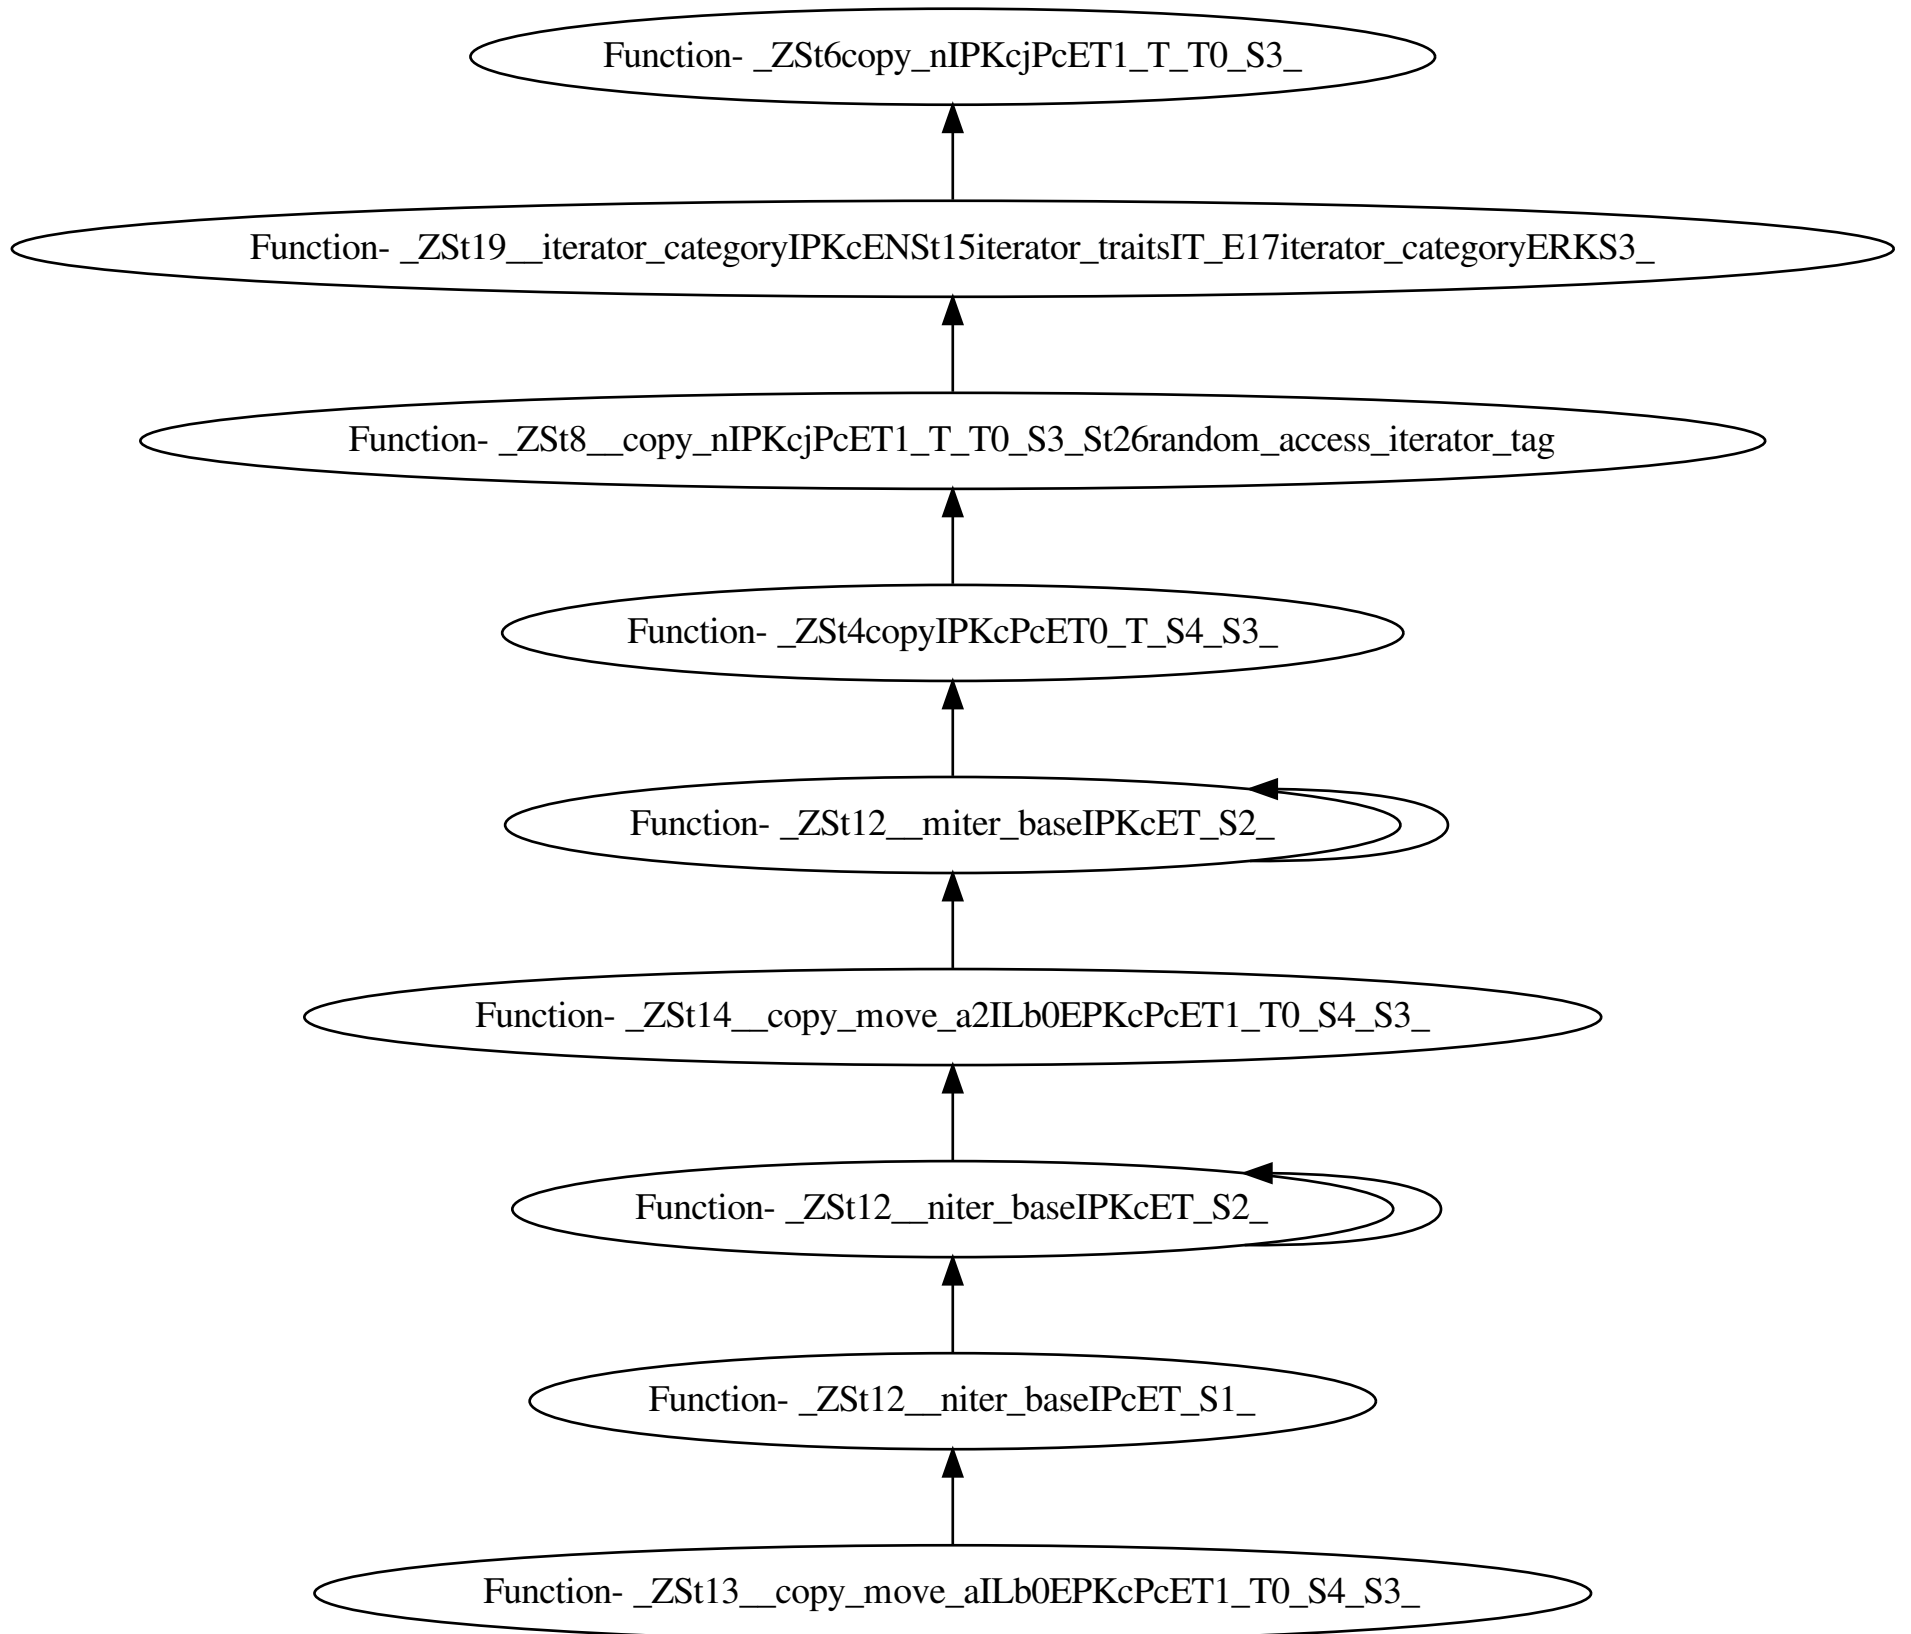 Function- _ZSt6copy_nIPKcjPcET1_T_T0_S3_
Function- _ZSt19__iterator_categoryIPKcENSt15iterator_traitsIT_E17iterator_categoryERKS3_
Function- _ZSt8__copy_nIPKcjPcET1_T_T0_S3_St26random_access_iterator_tag
Function- _ZSt4copyIPKcPcET0_T_S4_S3_
Function- _ZSt12__miter_baseIPKcET_S2_
Function- _ZSt14__copy_move_a2ILb0EPKcPcET1_T0_S4_S3_
Function- _ZSt12__niter_baseIPKcET_S2_
Function- _ZSt12__niter_baseIPcET_S1_
Function- _ZSt13__copy_move_aILb0EPKcPcET1_T0_S4_S3_